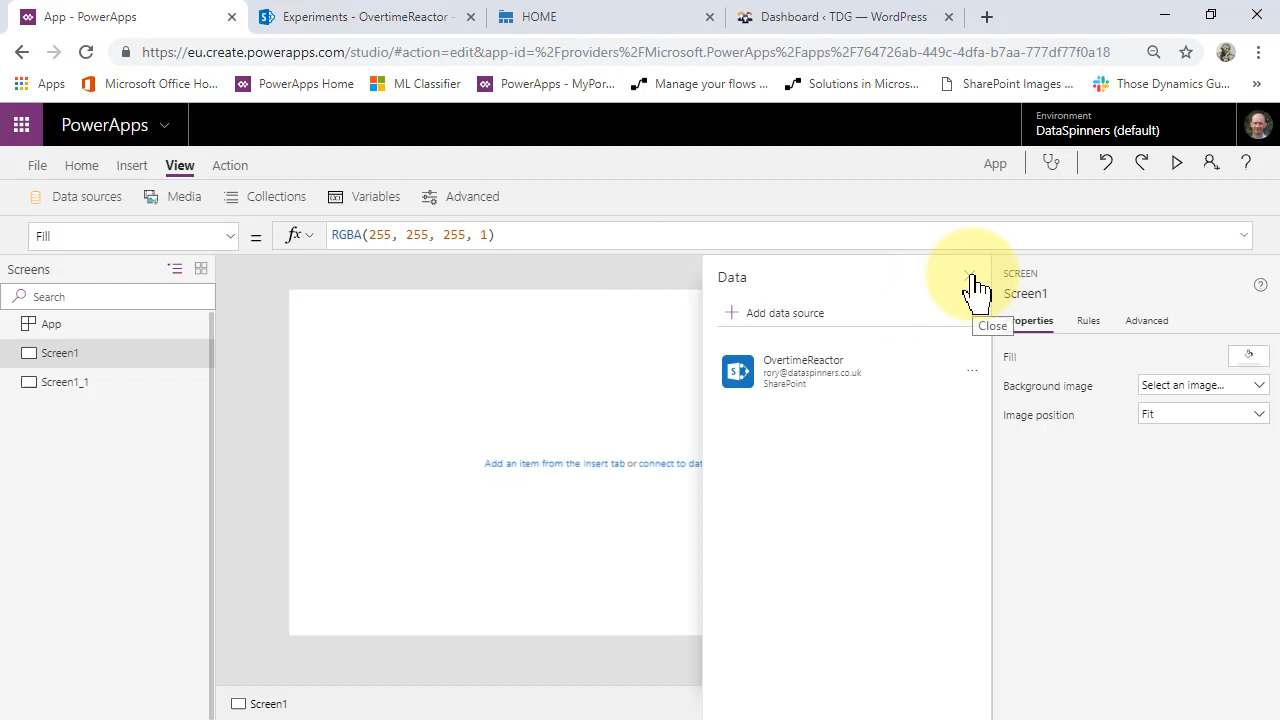 App - PowerApps
Experiments - OvertimeReactor -
HOME
Dashboard ‹ TDG — WordPress
https://eu.create.powerapps.com/studio/#action=edit&app-id=%2Fproviders%2FMicrosoft.PowerApps%2Fapps%2F764726ab-449c-4dfa-b7aa-777df77f0a18
Apps
Microsoft Office Ho...
PowerApps Home
ML Classifier
PowerApps - MyPor...
Manage your flows ...
Solutions in Micros...
SharePoint Images ...
Those Dynamics Gu...
»
PowerApps
Environment
DataSpinners (default)
File
Home
Insert
View
Action
App
?
Data sources
Media
Collections
Variables
Advanced
Fill
=
fx
RGBA(255, 255, 255, 1)
Screens
Search
App
Screen1
Screen1_1
Add an item from the Insert tab or connect to dat
Data
Add data source
OvertimeReactor
rory@dataspinners.co.uk
SharePoint
...
Close
SCREEN
Screen1
?
roperties
Rules
Advanced
Fill
Background image
Select an image...
Image position
Fit
Screen1